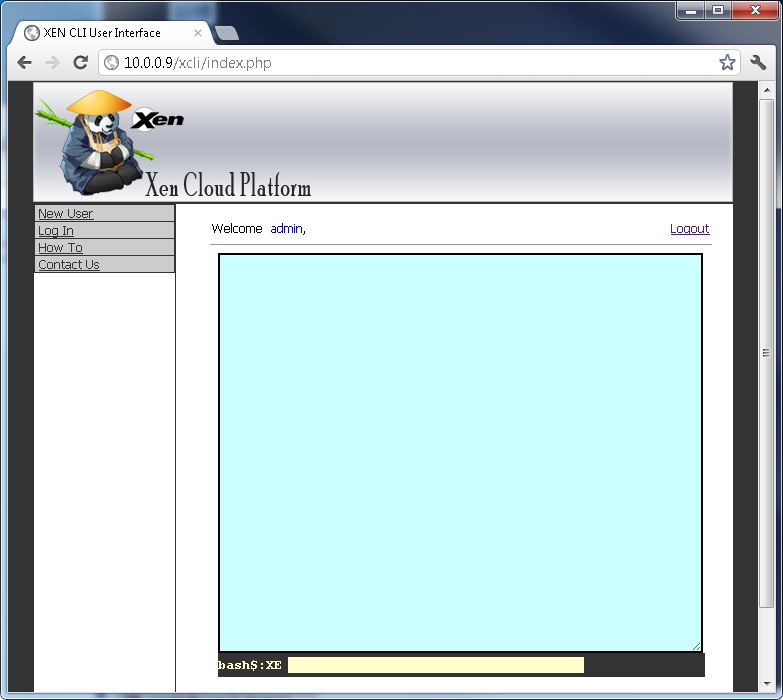 XEN CLI User Interface
10.0.0.9/xcli/index.php
Xen
Xen Cloud Platform
New User
Log In
How To
Contact Us
Welcome admin,
Logout
bash$:XE